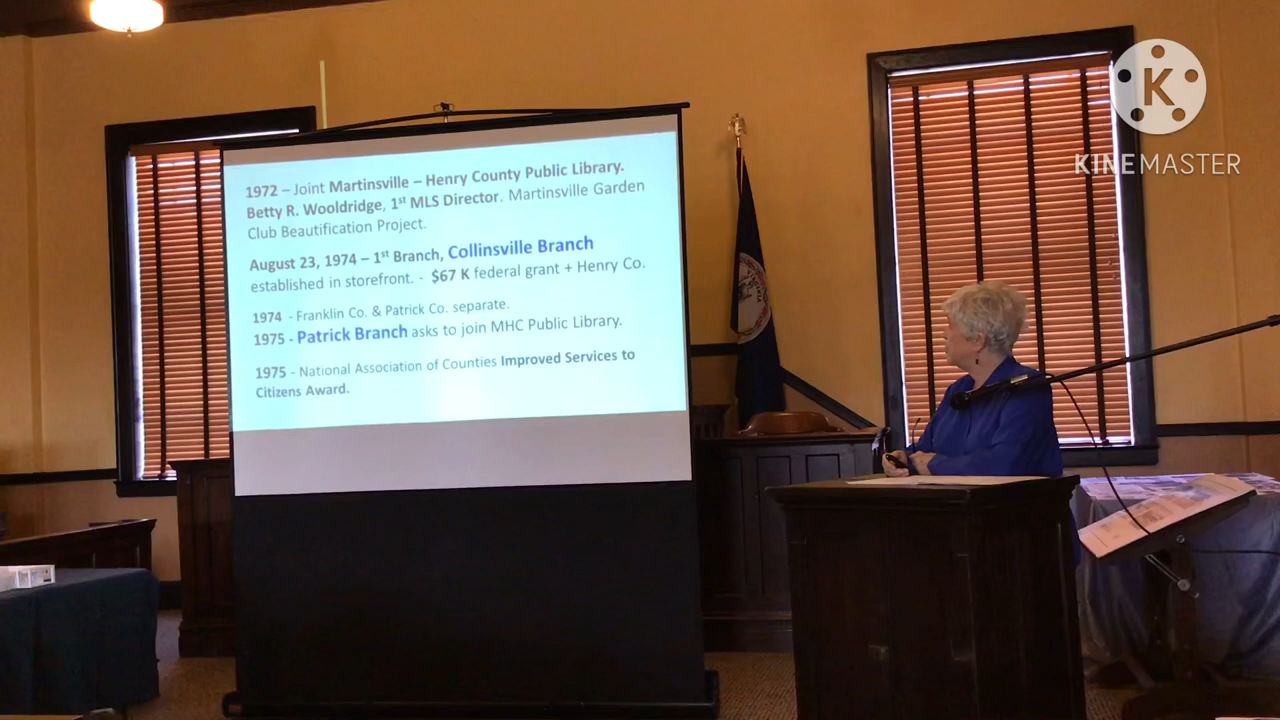 1972 – Joint Martinsville – Henry County Public Library.
Betty R. Wooldridge, 1st MLS Director. Martinsville Garden
Club Beautification Project.
August 23, 1974 – 1st Branch, Collinsville Branch
established in storefront. - $67 K federal grant + Henry Co.
1974 - Franklin Co. & Patrick Co. separate.
1975 - Patrick Branch asks to join MHC Public Library.
1975 - National Association of Counties Improved Services to
Citizens Award.
K
KINEMASTER